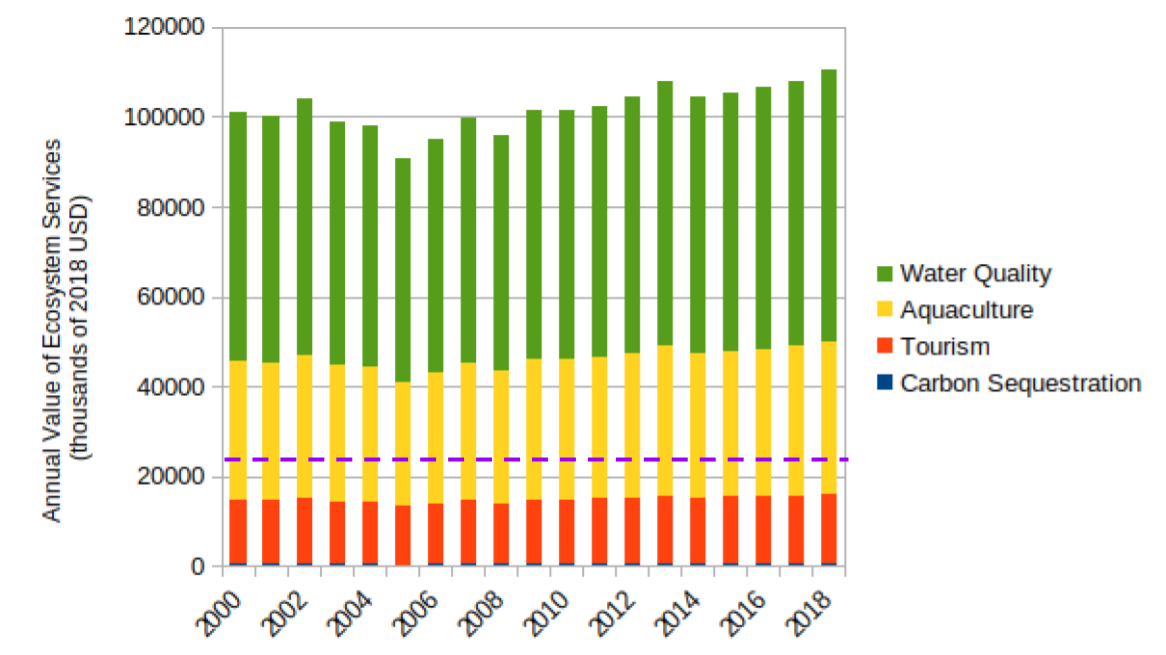 120000
100000
80000
60000
40000
20000
0
Annual Value of Ecosystem Services
(thousands of 2018 USD)
2000
2002
2004
2006
2008
2010
2012
2014
2016
2018
Water Quality
Aquaculture
Tourism
Carbon Sequestration